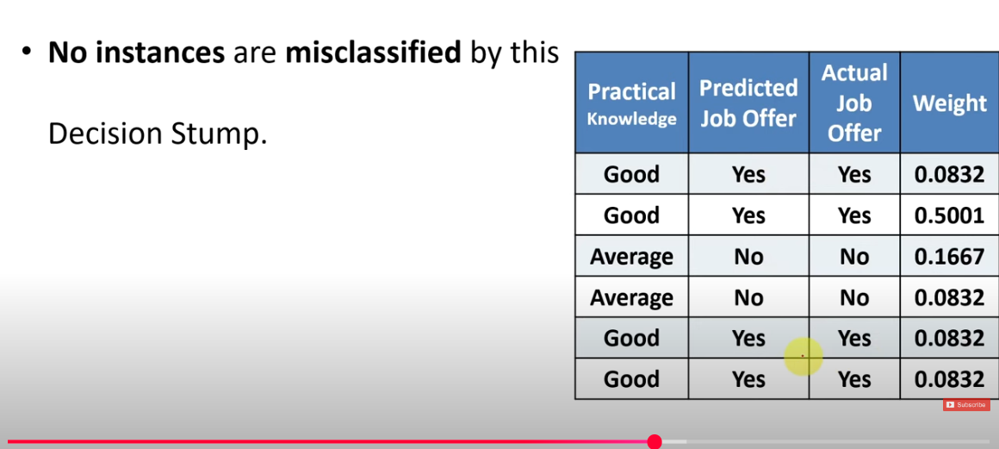 • No instances are misclassified by this
Decision Stump.
Practical Knowledge Predicted Job Offer Actual Job Offer Weight
Good Yes Yes 0.0832
Good Yes Yes 0.5001
Average No No 0.1667
Average No No 0.0832
Good Yes Yes 0.0832
Good Yes Yes 0.0832
Subscribe